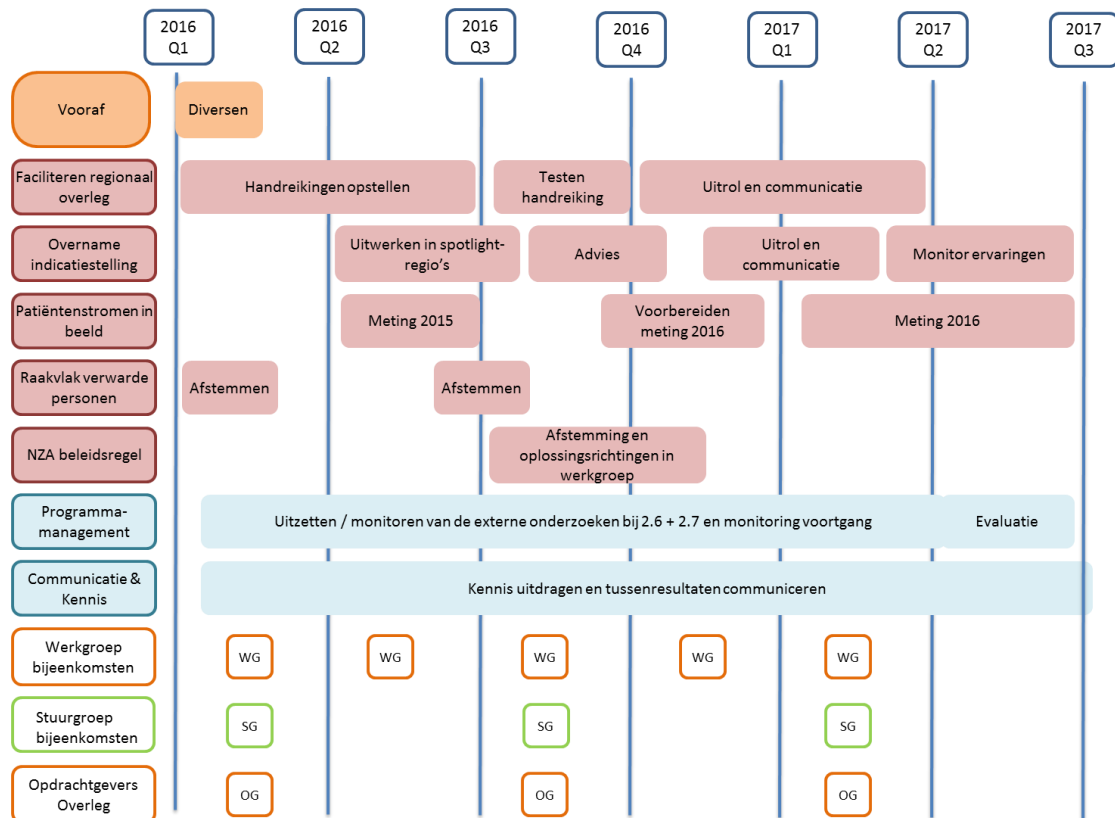 2016
Q1
2016
Q2
2016
Q3
2016
Q4
2017
Q1
2017
Q2
2017
Q3
Vooraf
Diversen
Faciliteren regionaal
overleg
Handreikingen opstellen
Testen
handreiking
Uitrol en communicatie
Overname
indicatiestelling
Uitwerken in spotlight-
regio's
Advies
Uitrol en
communicatie
Monitor ervaringen
Patiëntenstromen in
beeld
Meting 2015
Voorbereiden
meting 2016
Meting 2016
Raakvlak verwarde
personen
Afstemmen
Afstemmen
NZA beleidsregel
Afstemming en
oplossingsrichtingen in
werkgroep
Programma-
management
Uitzetten / monitoren van de externe onderzoeken bij 2.6 + 2.7 en monitoring voortgang
Evaluatie
Communicatie &
Kennis
Kennis uitdragen en tussenresultaten communiceren
Werkgroep
bijeenkomsten
WG
WG
WG
WG
WG
Stuurgroep
bijeenkomsten
SG
SG
SG
Opdrachtgevers
Overleg
OG
OG
OG